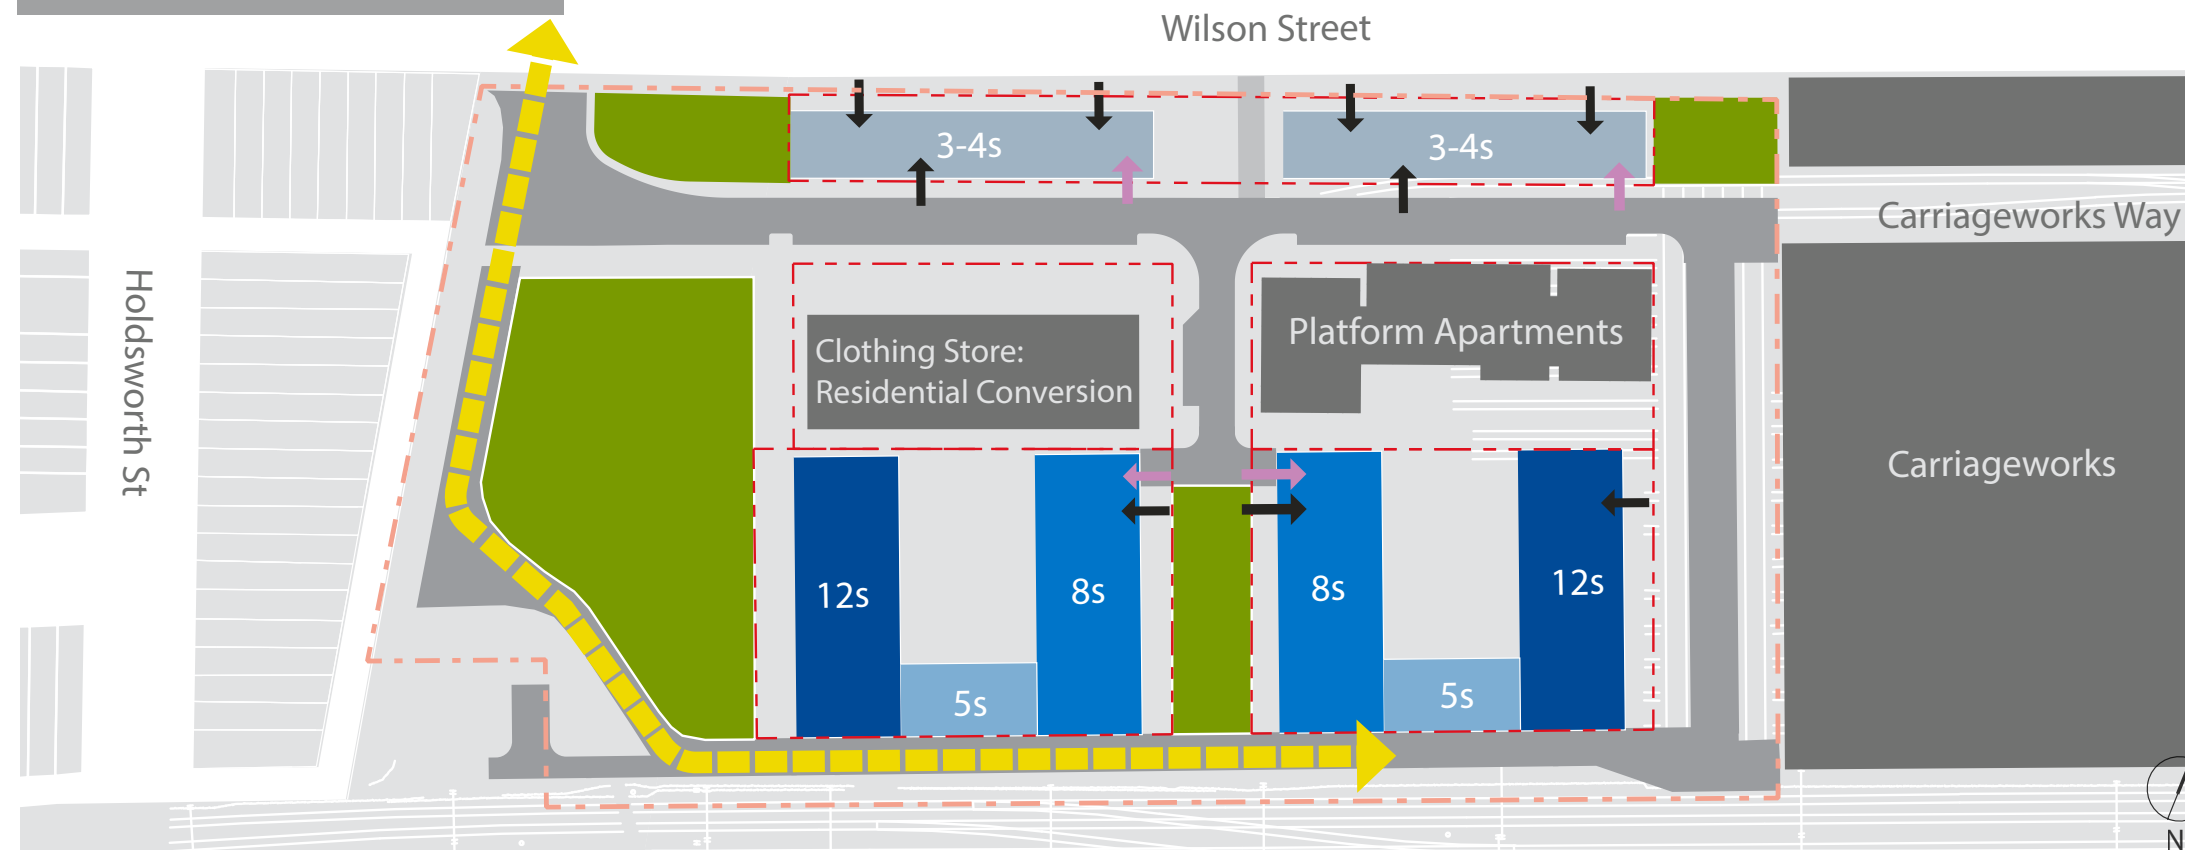 Wilson Street
3-4s
3-4s
Carriageworks Way
Holdsworth St
Clothing Store:
Residential Conversion
Platform Apartments
Carriageworks
12s
8s
8s
12s
5s
5s
N